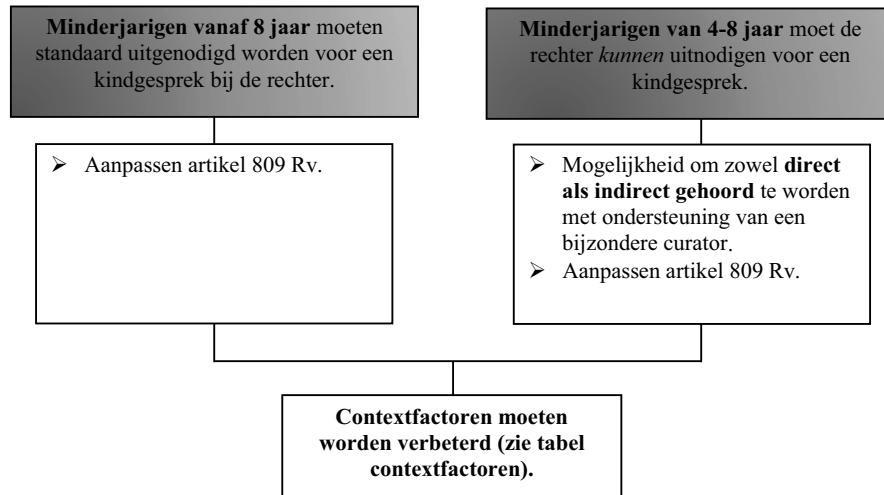 Minderjarigen vanaf 8 jaar moeten
standaard uitgenodigd worden voor een
kindgesprek bij de rechter.
Minderjarigen van 4-8 jaar moet de
rechter kunnen uitnodigen voor een
kindgesprek.
➢ Aanpassen artikel 809 Rv.
➢ Mogelijkheid om zowel direct
als indirect gehoord te worden
met ondersteuning van een
bijzondere curator.
➢ Aanpassen artikel 809 Rv.
Contextfactoren moeten
worden verbeterd (zie tabel
contextfactoren).